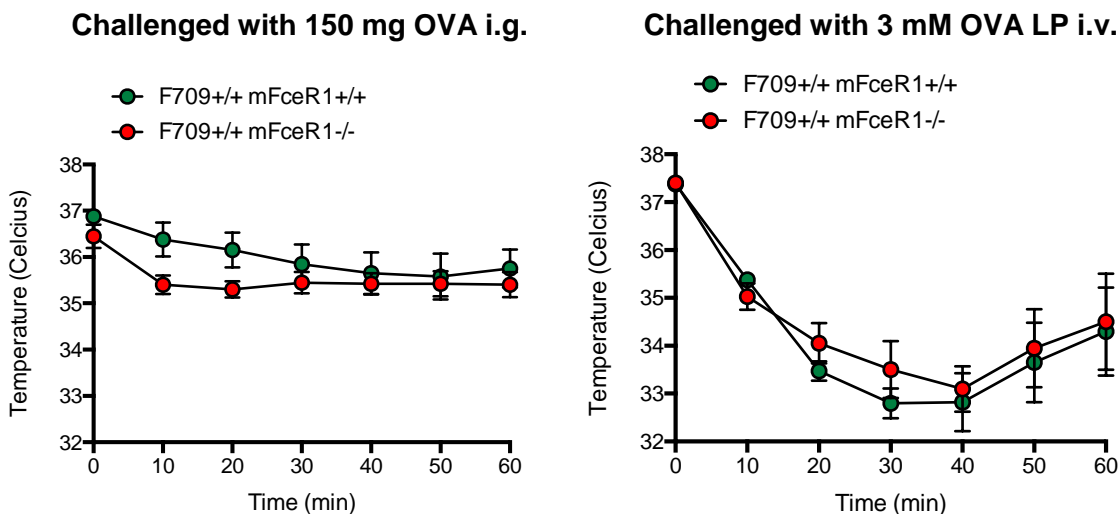 Challenged with 150 mg OVA i.g.
F709+/+ mFceR1+/+
F709+/+ mFceR1-/-
Temperature (Celcius)
38
37
36
35
34
33
32
0 10 20 30 40 50 60
Time (min)
Challenged with 3 mM OVA LP i.v.
F709+/+ mFceR1+/+
F709+/+ mFceR1-/-
Temperature (Celcius)
38
37
36
35
34
33
32
0 10 20 30 40 50 60
Time (min)